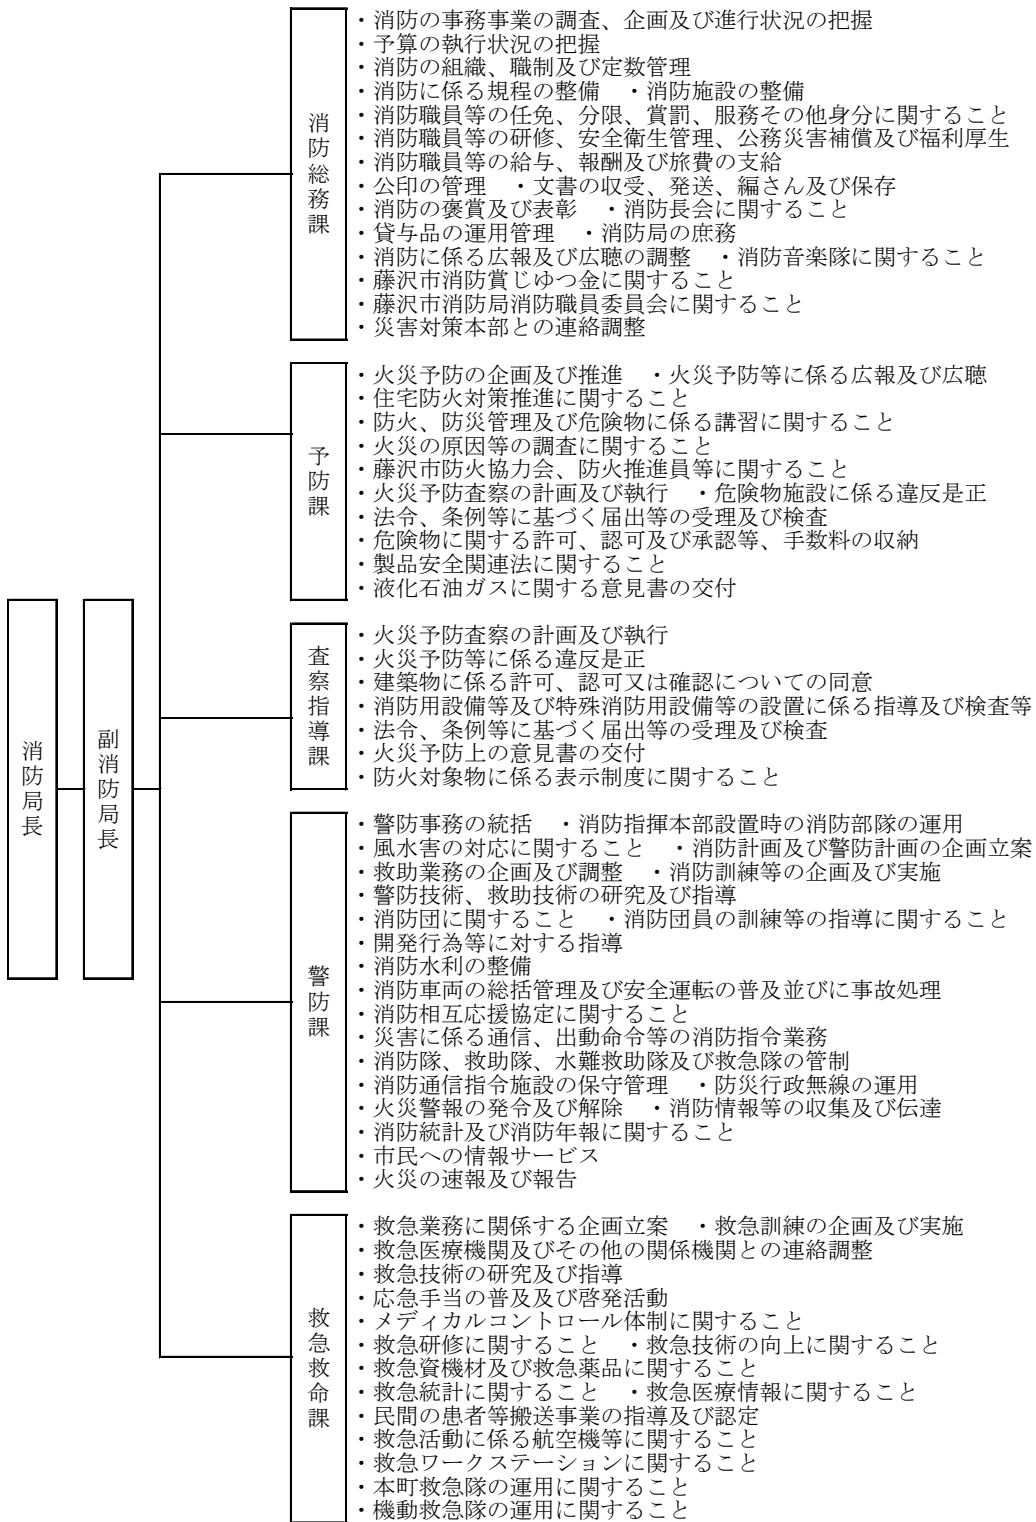 消防局長
副消防局長
消防総務課
・消防の事務事業の調査、企画及び進行状況の把握
・予算の執行状況の把握
・消防の組織、職制及び定数管理
・消防に係る規程の整備　・消防施設の整備
・消防職員等の任免、分限、賞罰、服務その他身分に関すること
・消防職員等の研修、安全衛生管理、公務災害補償及び福利厚生
・消防職員等の給与、報酬及び旅費の支給
・公印の管理　・文書の収受、発送、編さん及び保存
・消防の褒賞及び表彰　・消防長会に関すること
・貸与品の運用管理　・消防局の庶務
・消防に係る広報及び広聴の調整　・消防音楽隊に関すること
・藤沢市消防賞じゆつ金に関すること
・藤沢市消防局消防職員委員会に関すること
・災害対策本部との連絡調整
予防課
・火災予防の企画及び推進　・火災予防等に係る広報及び広聴
・住宅防火対策推進に関すること
・防火、防災管理及び危険物に係る講習に関すること
・火災の原因等の調査に関すること
・藤沢市防火協力会、防火推進員等に関すること
・火災予防査察の計画及び執行　・危険物施設に係る違反是正
・法令、条例等に基づく届出等の受理及び検査
・危険物に関する許可、認可及び承認等、手数料の収納
・製品安全関連法に関すること
・液化石油ガスに関する意見書の交付
査察指導課
・火災予防査察の計画及び執行
・火災予防等に係る違反是正
・建築物に係る許可、認可又は確認についての同意
・消防用設備等及び特殊消防用設備等の設置に係る指導及び検査等
・法令、条例等に基づく届出等の受理及び検査
・火災予防上の意見書の交付
・防火対象物に係る表示制度に関すること
警防課
・警防事務の統括　・消防指揮本部設置時の消防部隊の運用
・風水害の対応に関すること　・消防計画及び警防計画の企画立案
・救助業務の企画及び調整　・消防訓練等の企画及び実施
・警防技術、救助技術の研究及び指導
・消防団に関すること　・消防団員の訓練等の指導に関すること
・開発行為等に対する指導
・消防水利の整備
・消防車両の総括管理及び安全運転の普及並びに事故処理
・消防相互応援協定に関すること
・災害に係る通信、出動命令等の消防指令業務
・消防隊、救助隊、水難救助隊及び救急隊の管制
・消防通信指令施設の保守管理　・防災行政無線の運用
・火災警報の発令及び解除　・消防情報等の収集及び伝達
・消防統計及び消防年報に関すること
・市民への情報サービス
・火災の速報及び報告
救急救命課
・救急業務に関係する企画立案　・救急訓練の企画及び実施
・救急医療機関及びその他の関係機関との連絡調整
・救急技術の研究及び指導
・応急手当の普及及び啓発活動
・メディカルコントロール体制に関すること
・救急研修に関すること　・救急技術の向上に関すること
・救急資機材及び救急薬品に関すること
・救急統計に関すること　・救急医療情報に関すること
・民間の患者等搬送事業の指導及び認定
・救急活動に係る航空機等に関すること
・救急ワークステーションに関すること
・本町救急隊の運用に関すること
・機動救急隊の運用に関すること